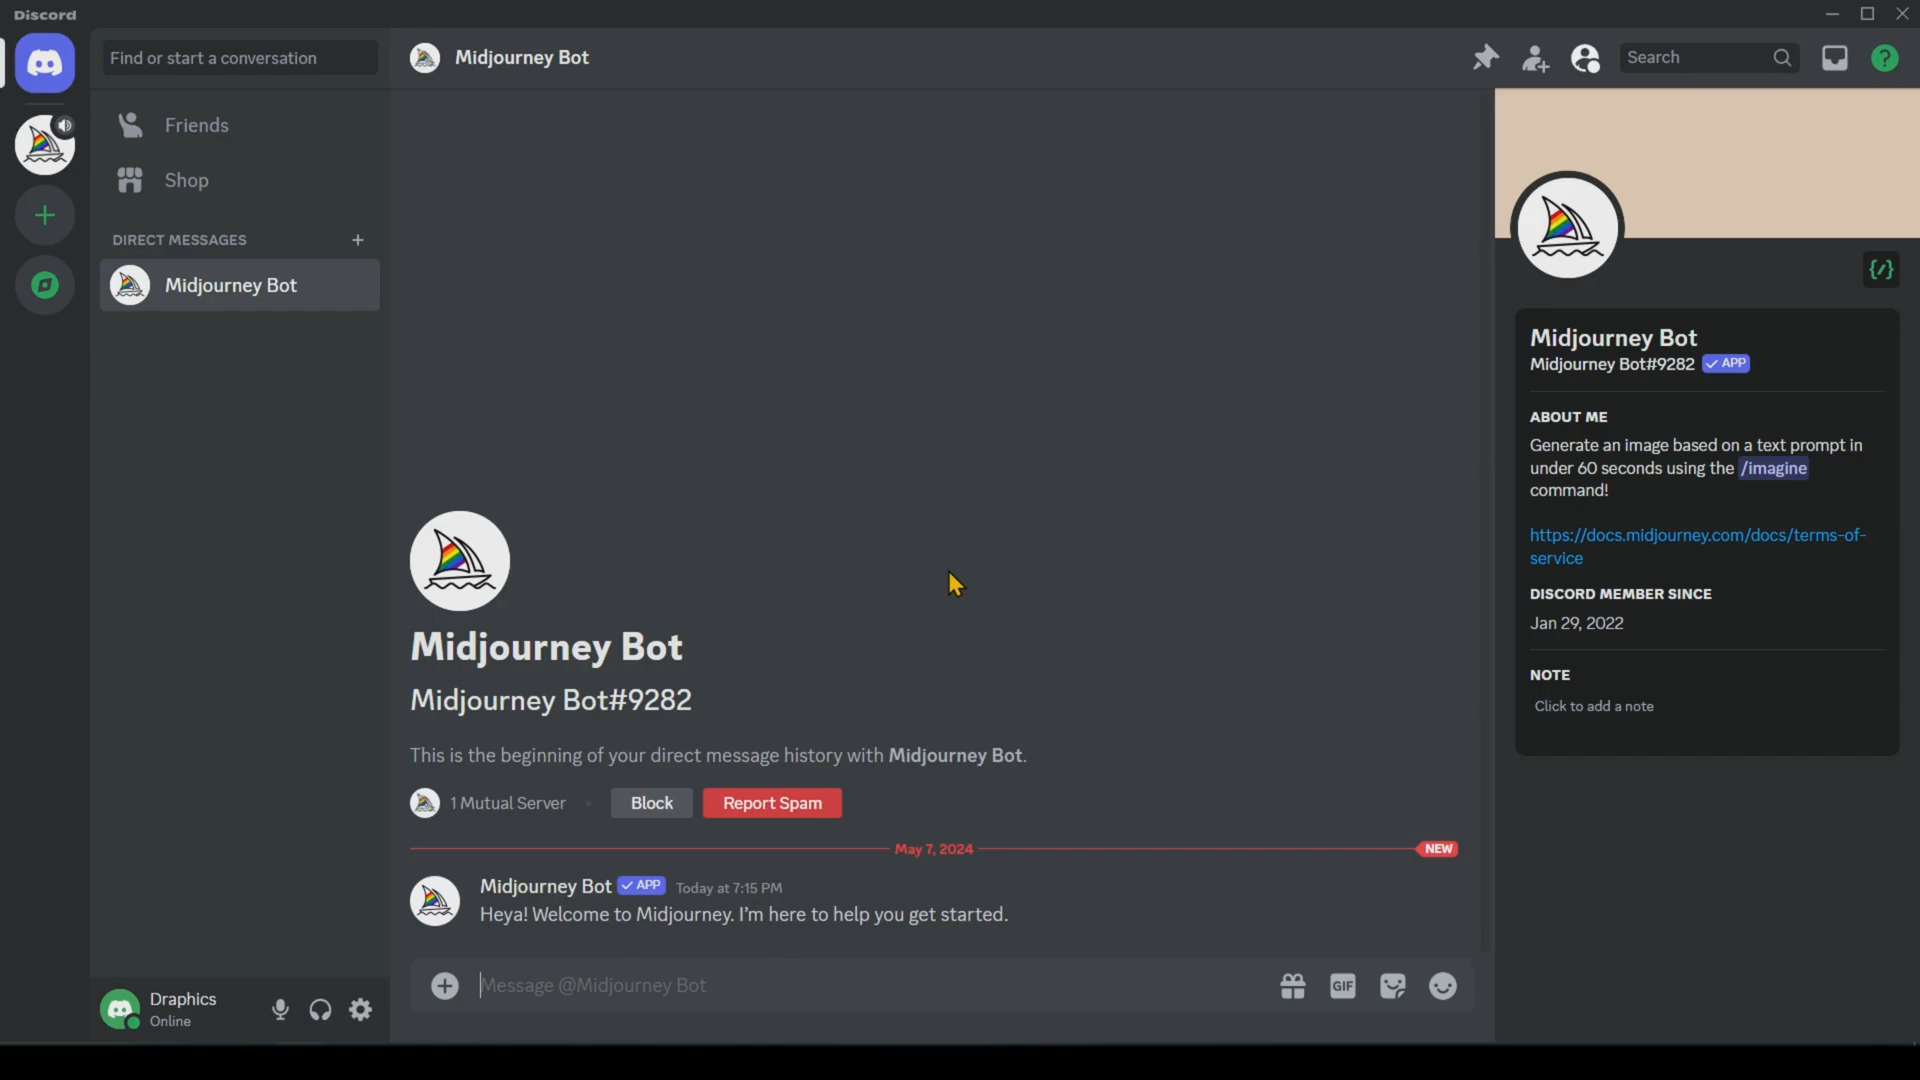 Discord
Find or start a conversation
Friends
Shop
DIRECT MESSAGES
Midjourney Bot
Draphics
Online
Midjourney Bot
Search
Midjourney Bot
Midjourney Bot#9282
This is the beginning of your direct message history with Midjourney Bot.
1 Mutual Server
Block
Report Spam
May 7, 2024
NEW
Midjourney Bot APP Today at 7:15 PM
Heya! Welcome to Midjourney. I'm here to help you get started.
Message @Midjourney Bot
GIF
Midjourney Bot
Midjourney Bot#9282 APP
ABOUT ME
Generate an image based on a text prompt in
under 60 seconds using the /imagine
command!
https://docs.midjourney.com/docs/terms-of-
service
DISCORD MEMBER SINCE
Jan 29, 2022
NOTE
Click to add a note